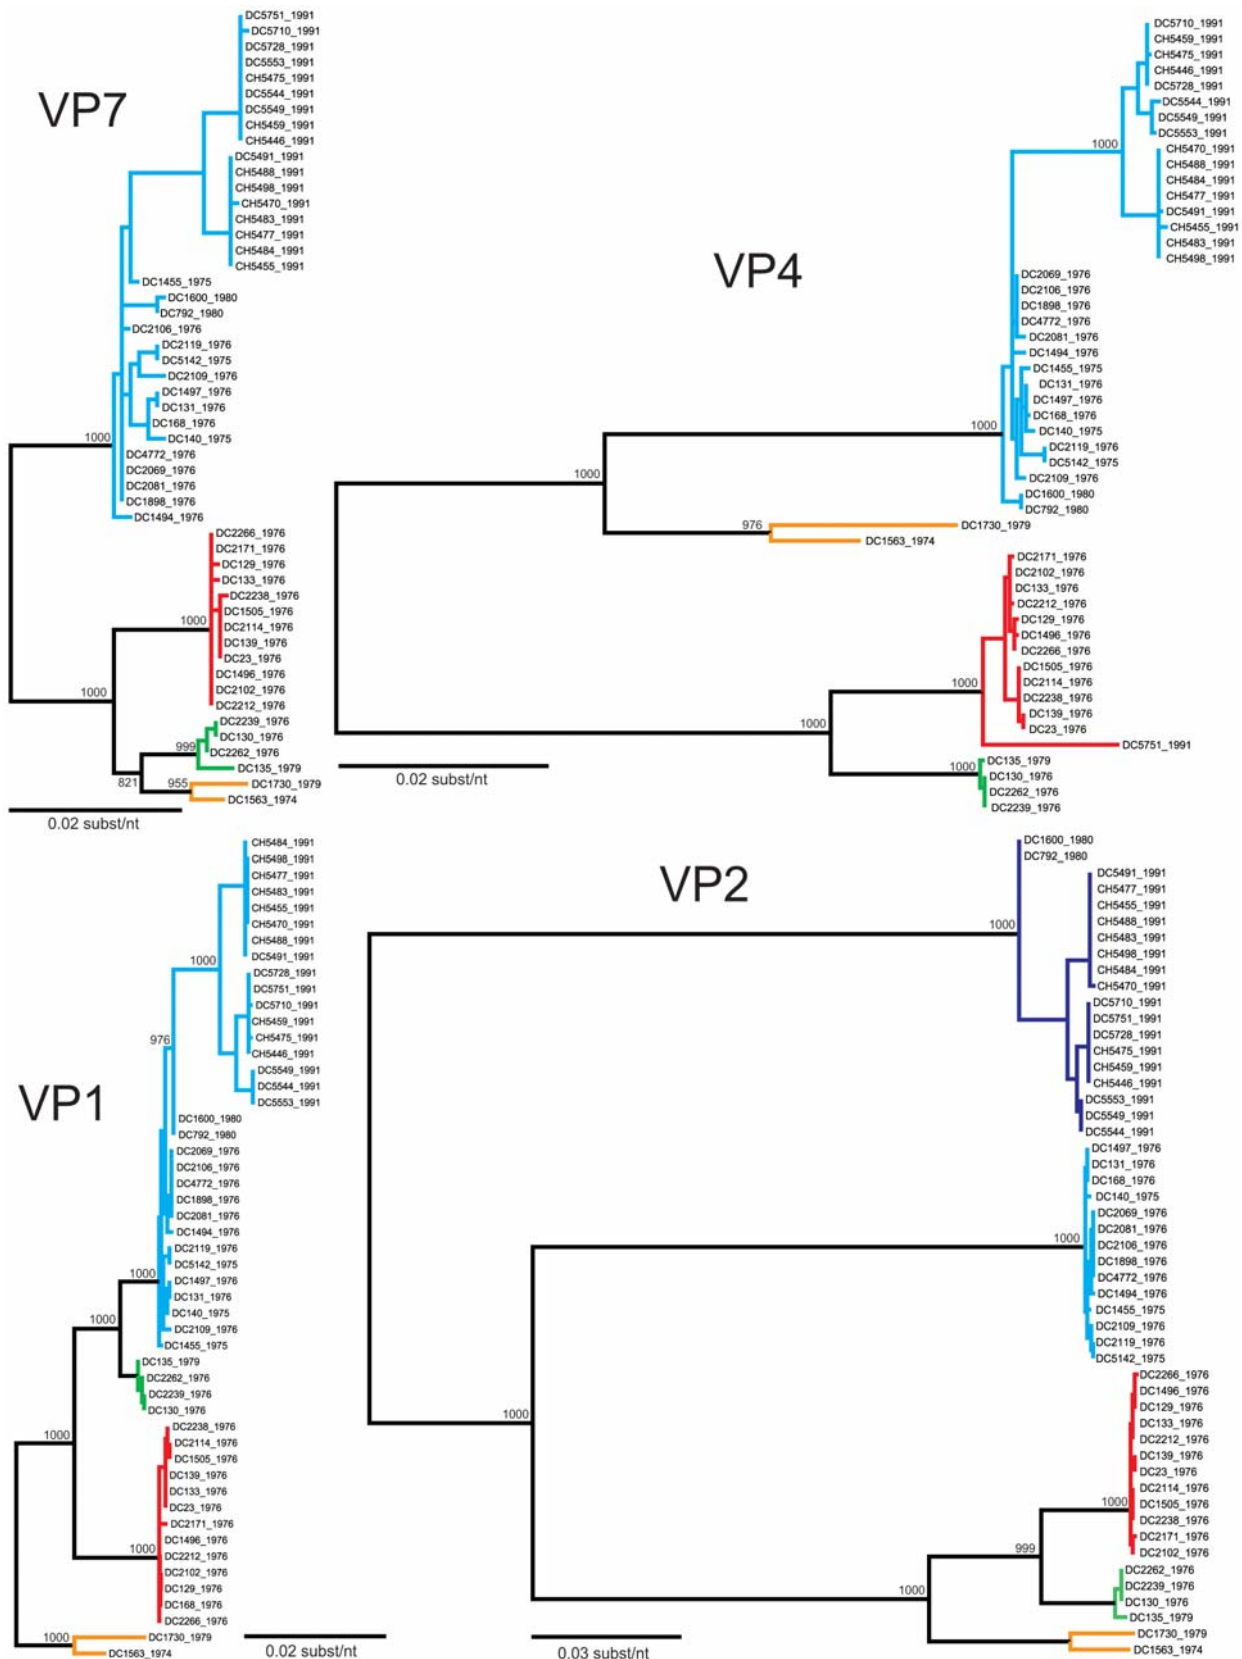 VP7
DC5751_1991
DC5710_1991
DC5728_1991
DC5553_1991
CH5475_1991
DC5544_1991
DC5549_1991
CH5459_1991
CH5446_1991
DC5491_1991
CH5488_1991
CH5498_1991
CH5470_1991
CH5483_1991
CH5477_1991
CH5484_1991
CH5455_1991
DC1455_1975
DC1600_1980
DC792_1980
DC2106_1976
DC2119_1976
DC5142_1975
DC2109_1976
DC1497_1976
DC131_1976
DC168_1976
DC140_1975
1000
DC4772_1976
DC2069_1976
DC2081_1976
DC1898_1976
DC1494_1976
DC2266_1976
DC2171_1976
DC129_1976
DC133_1976
DC2238_1976
DC1505_1976
1000
DC2114_1976
DC139_1976
DC23_1976
DC1496_1976
1000
DC2102_1976
DC2212_1976
DC2239_1976
DC130_1976
999
DC2262_1976
DC135_1979
821
955
DC1730_1979
DC1563_1974
0.02 subst/nt
VP4
DC5710_1991
CH5459_1991
CH5475_1991
CH5446_1991
DC5728_1991
DC5544_1991
DC5549_1991
DC5553_1991
1000
CH5470_1991
CH5488_1991
CH5484_1991
CH5477_1991
DC5491_1991
CH5455_1991
CH5483_1991
CH5498_1991
DC2069_1976
DC2106_1976
DC1898_1976
DC4772_1976
DC2081_1976
DC1494_1976
DC1455_1975
DC131_1976
DC1497_1976
DC168_1976
1000
DC140_1975
DC2119_1976
DC5142_1975
1000
DC2109_1976
DC1600_1980
DC792_1980
976
DC1730_1979
DC1563_1974
DC2171_1976
DC2102_1976
DC133_1976
DC2212_1976
DC129_1976
DC1496_1976
DC2266_1976
DC1505_1976
1000
DC2114_1976
DC2238_1976
DC139_1976
1000
DC23_1976
DC5751_1991
1000
DC135_1979
DC130_1976
DC2262_1976
DC2239_1976
0.02 subst/nt
VP1
CH5484_1991
CH5498_1991
CH5477_1991
CH5483_1991
CH5455_1991
CH5470_1991
CH5488_1991
DC5491_1991
1000
DC5728_1991
DC5751_1991
DC5710_1991
CH5459_1991
CH5475_1991
976
CH5446_1991
DC5549_1991
DC5544_1991
DC5553_1991
DC1600_1980
DC792_1980
DC2069_1976
DC2106_1976
DC4772_1976
DC1898_1976
DC2081_1976
DC1494_1976
DC2119_1976
DC5142_1975
1000
DC1497_1976
DC131_1976
DC140_1975
1000
DC2109_1976
DC1455_1975
DC135_1979
DC2262_1976
DC2239_1976
DC130_1976
DC2238_1976
1000
DC2114_1976
DC1505_1976
DC139_1976
DC133_1976
DC23_1976
DC2171_1976
DC1496_1976
1000
DC2212_1976
DC2102_1976
DC129_1976
DC168_1976
DC2266_1976
1000
DC1730_1979
DC1563_1974
0.02 subst/nt
VP2
DC1600_1980
DC792_1980
DC5491_1991
CH5477_1991
CH5455_1991
1000
CH5488_1991
CH5483_1991
CH5498_1991
CH5484_1991
CH5470_1991
DC5710_1991
DC5751_1991
DC5728_1991
CH5475_1991
CH5459_1991
CH5446_1991
DC5553_1991
DC5549_1991
DC5544_1991
DC1497_1976
DC131_1976
DC168_1976
DC140_1975
DC2069_1976
DC2081_1976
1000
DC2106_1976
DC1898_1976
DC4772_1976
DC1494_1976
DC1455_1975
DC2109_1976
DC2119_1976
DC5142_1975
DC2266_1976
DC1496_1976
DC129_1976
1000
DC133_1976
DC2212_1976
DC139_1976
DC23_1976
DC2114_1976
1000
DC1505_1976
DC2238_1976
DC2171_1976
999
DC2102_1976
DC2262_1976
DC2239_1976
1000
DC130_1976
DC135_1979
DC1730_1979
DC1563_1974
0.03 subst/nt